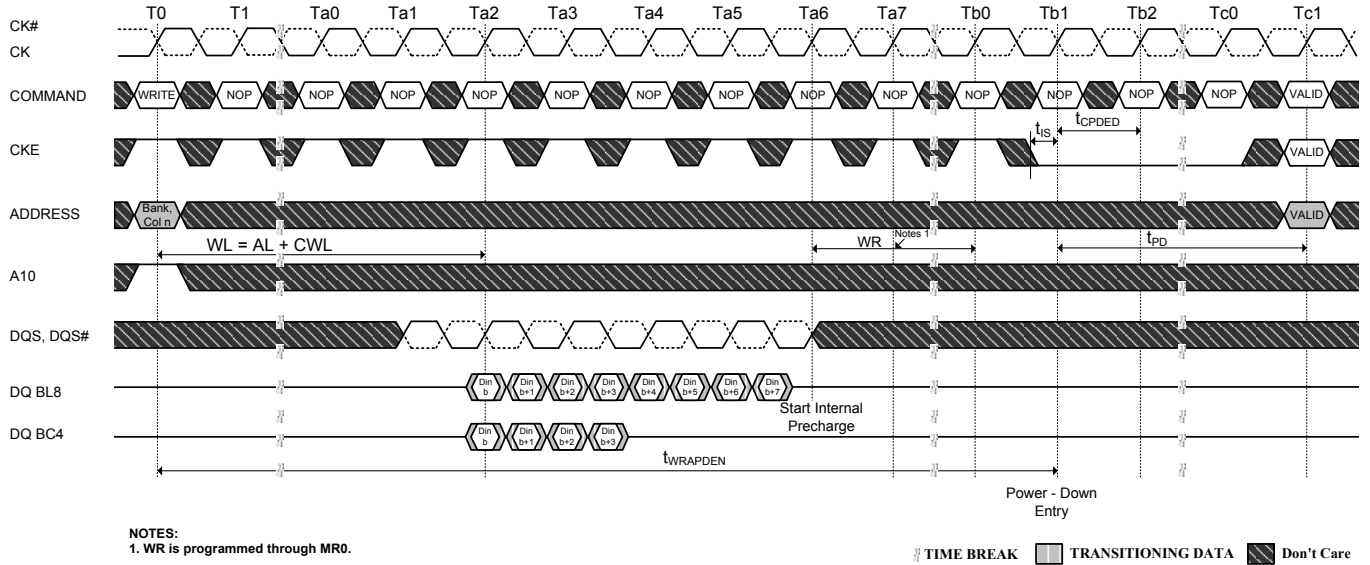 T0 T1 Ta0 Ta1 Ta2 Ta3 Ta4 Ta5 Ta6 Ta7 Tb0 Tb1 Tb2 Tc0 Tc1
CK#
CK
COMMAND WRITE NOP NOP NOP NOP NOP NOP NOP NOP NOP NOP NOP NOP NOP VALID
tIS tCPDED
CKE VALID
ADDRESS Bank, Col n VALID
WL = AL + CWL WR Notes 1 tPD
A10
DQS, DQS#
DQ BL8 Din b Din b+1 Din b+2 Din b+3 Din b+4 Din b+5 Din b+6 Din b+7
Start Internal
Precharge
DQ BC4 Din b Din b+1 Din b+2 Din b+3
tWRAPDEN
Power - Down
Entry
NOTES:
1. WR is programmed through MR0.
TIME BREAK TRANSITIONING DATA Don't Care